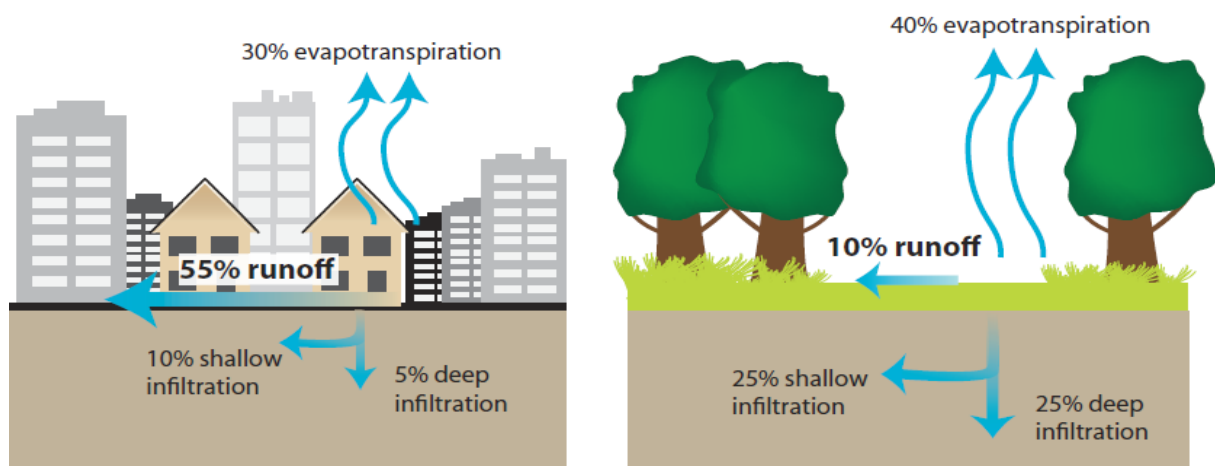 30% evapotranspiration
55% runoff
10% shallow
infiltration
5% deep
infiltration
40% evapotranspiration
10% runoff
25% shallow
infiltration
25% deep
infiltration